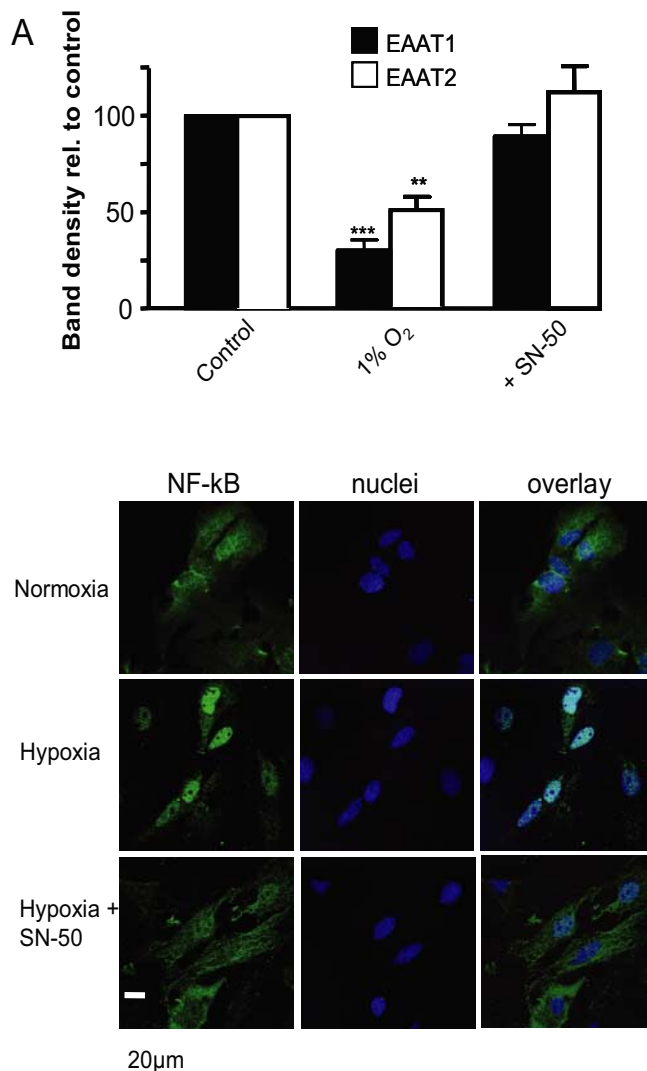 A
EAAT1
EAAT2
Band density rel. to control
100
50
0
***
**
Control
1% O₂
+ SN-50
NF-kB nuclei overlay
Normoxia
Hypoxia
Hypoxia +
SN-50
20µm